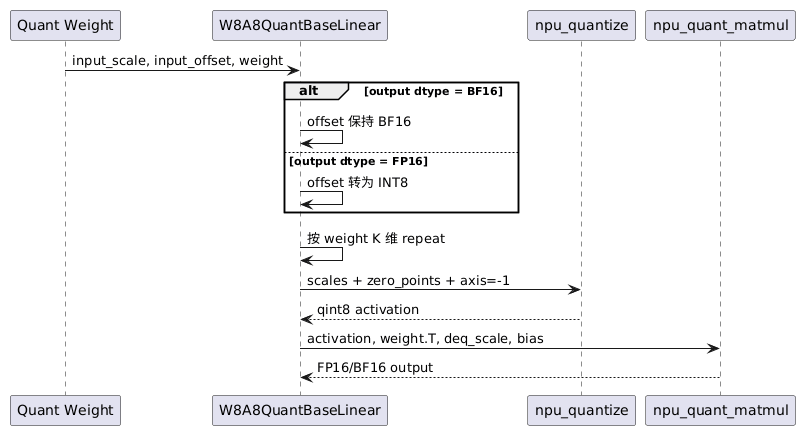 Quant Weight
W8A8QuantBaseLinear
npu_quantize
npu_quant_matmul
input_scale, input_offset, weight
alt
[output dtype = BF16]
offset 保持 BF16
[output dtype = FP16]
offset 转为 INT8
按 weight K 维 repeat
scales + zero_points + axis=-1
qint8 activation
activation, weight.T, deq_scale, bias
FP16/BF16 output
Quant Weight
W8A8QuantBaseLinear
npu_quantize
npu_quant_matmul